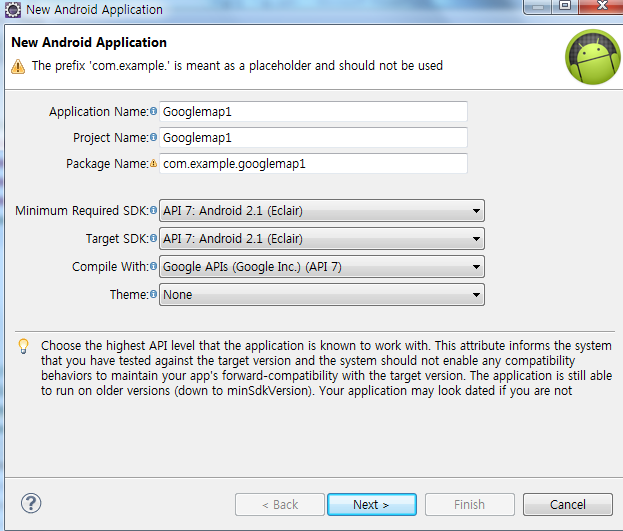 New Android Application
New Android Application
The prefix 'com.example.' is meant as a placeholder and should not be used
Application Name: Googlemap1
Project Name: Googlemap1
Package Name: com.example.googlemap1
Minimum Required SDK: API 7: Android 2.1 (Eclair)
Target SDK: API 7: Android 2.1 (Eclair)
Compile With: Google APIs (Google Inc.) (API 7)
Theme: None
Choose the highest API level that the application is known to work with. This attribute informs the system
that you have tested against the target version and the system should not enable any compatibility
behaviors to maintain your app's forward-compatibility with the target version. The application is still able
to run on older versions (down to minSdkVersion). Your application may look dated if you are not
? < Back Next > Finish Cancel